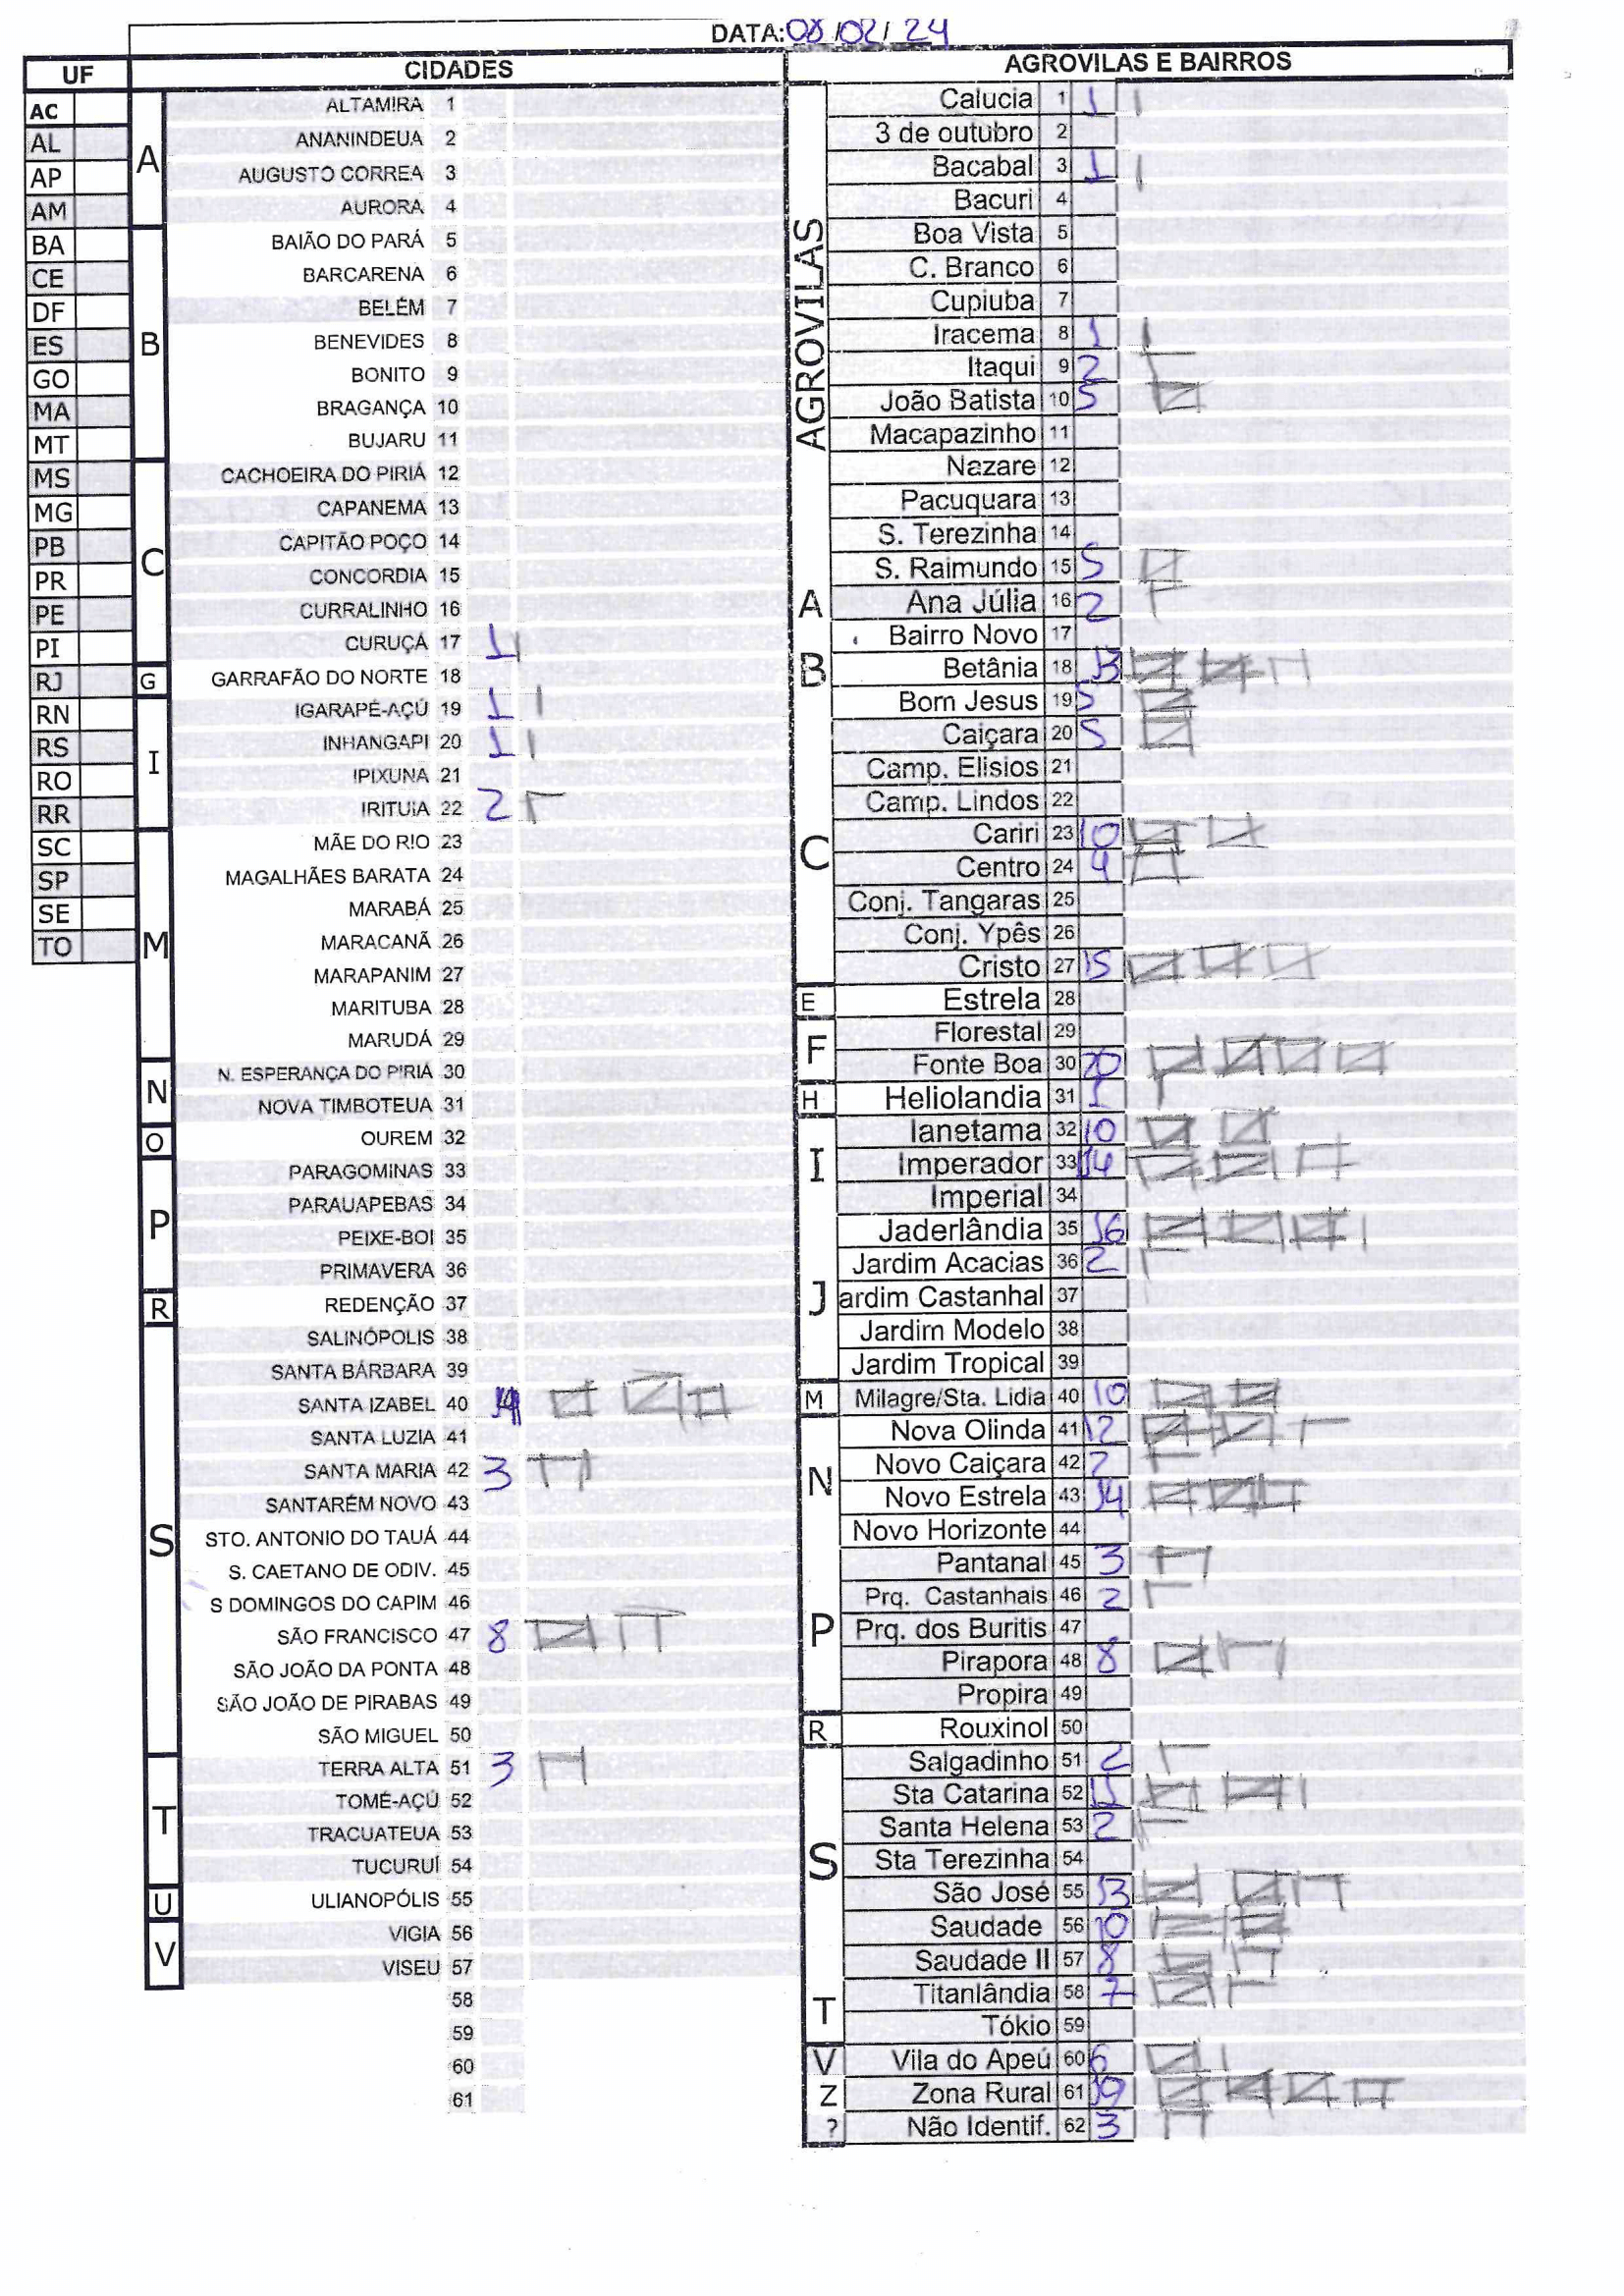 DATA: 08/02/24
UF
CIDADES
AGROVILAS E BAIRROS
AC
AL
AP
AM
BA
CE
DF
ES
GO
MA
MT
MS
MG
PB
PR
PE
PI
RJ
RN
RS
RO
RR
SC
SP
SE
TO
A
ALTAMIRA 1
ANANINDEUA 2
AUGUSTO CORREA 3
AURORA 4
B
BAIÃO DO PARÁ 5
BARCARENA 6
BELÉM 7
BENEVIDES 8
BONITO 9
BRAGANÇA 10
BUJARU 11
C
CACHOEIRA DO PIRIÁ 12
CAPANEMA 13
CAPITÃO POÇO 14
CONCORDIA 15
CURRALINHO 16
CURUÇÁ 17 1
G
GARRAFÃO DO NORTE 18
I
IGARAPÉ-AÇÚ 19 1
INHANGAPI 20 1
IPIXUNA 21
IRITUIA 22 2
M
MÃE DO RIO 23
MAGALHÃES BARATA 24
MARABÁ 25
MARACANÃ 26
MARAPANIM 27
MARITUBA 28
MARUDÁ 29
N
N. ESPERANÇA DO PIRIÁ 30
NOVA TIMBOTEUA 31
O
OUREM 32
P
PARAGOMINAS 33
PARAUAPEBAS 34
PEIXE-BOI 35
PRIMAVERA 36
R
REDENÇÃO 37
S
SALINÓPOLIS 38
SANTA BÁRBARA 39
SANTA IZABEL 40
SANTA LUZIA 41
SANTA MARIA 42 3
SANTARÉM NOVO 43
STO. ANTONIO DO TAUÁ 44
S. CAETANO DE ODIV. 45
S DOMINGOS DO CAPIM 46
SÃO FRANCISCO 47 8
SÃO JOÃO DA PONTA 48
SÃO JOÃO DE PIRABAS 49
SÃO MIGUEL 50
T
TERRA ALTA 51 3
TOMÉ-AÇÚ 52
TRACUATEUA 53
TUCURUÍ 54
U
ULIANOPÓLIS 55
V
VIGIA 56
VISEU 57
58
59
60
61
AGROVILAS
Calucia 1 1
3 de outubro 2
Bacabal 3 1
Bacuri 4
Boa Vista 5
C. Branco 6
Cupiuba 7
Iracema 8 1
Itaqui 9 2
João Batista 10 5
Macapazinho 11
Nazare 12
Pacuquara 13
S. Terezinha 14
S. Raimundo 15 5
A
Ana Júlia 16 2
Bairro Novo 17
B
Betânia 18 13
Bom Jesus 19 5
Caiçara 20 5
Camp. Elisios 21
Camp. Lindos 22
C
Cariri 23 10
Centro 24 4
Conj. Tangaras 25
Conj. Ypês 26
Cristo 27 15
E
Estrela 28
F
Florestal 29
Fonte Boa 30 20
H
Heliolandia 31 1
I
Ianetama 32 10
Imperador 33 14
Imperial 34
J
Jaderlândia 35 16
Jardim Acacias 36 2
ardim Castanhal 37
Jardim Modelo 38
Jardim Tropical 39
M
Milagre/Sta. Lidia 40 10
N
Nova Olinda 41 12
Novo Caiçara 42 2
Novo Estrela 43 14
Novo Horizonte 44
P
Pantanal 45 3
Prq. Castanhais 46 2
Prq. dos Buritis 47
Pirapora 48 8
Propira 49
R
Rouxinol 50
S
Salgadinho 51 2
Sta Catarina 52 11
Santa Helena 53 2
Sta Terezinha 54
São José 55 13
Saudade 56 10
Saudade II 57 8
T
Titanlândia 58 7
Tókio 59
V
Vila do Apeú 60 6
Z
Zona Rural 61 19
?
Não Identif. 62 3